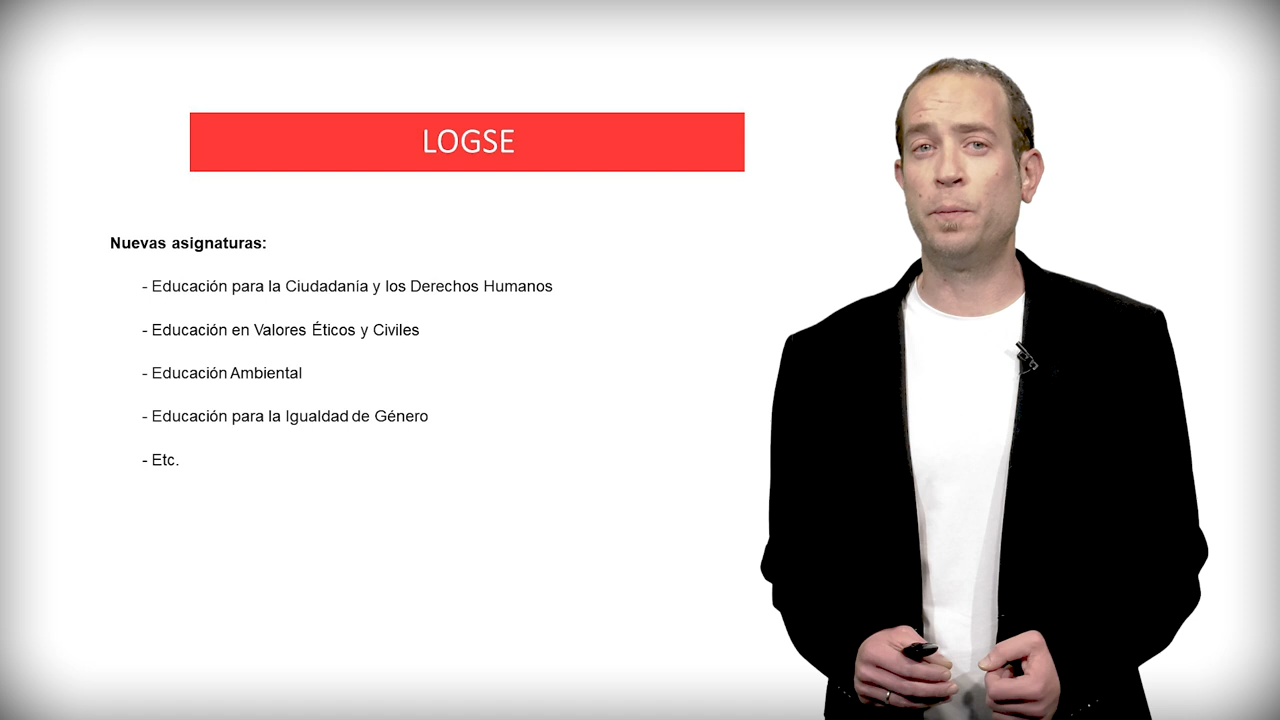 LOGSE
Nuevas asignaturas:
- Educación para la Ciudadanía y los Derechos Humanos
- Educación en Valores Éticos y Civiles
- Educación Ambiental
- Educación para la Igualdad de Género
- Etc.